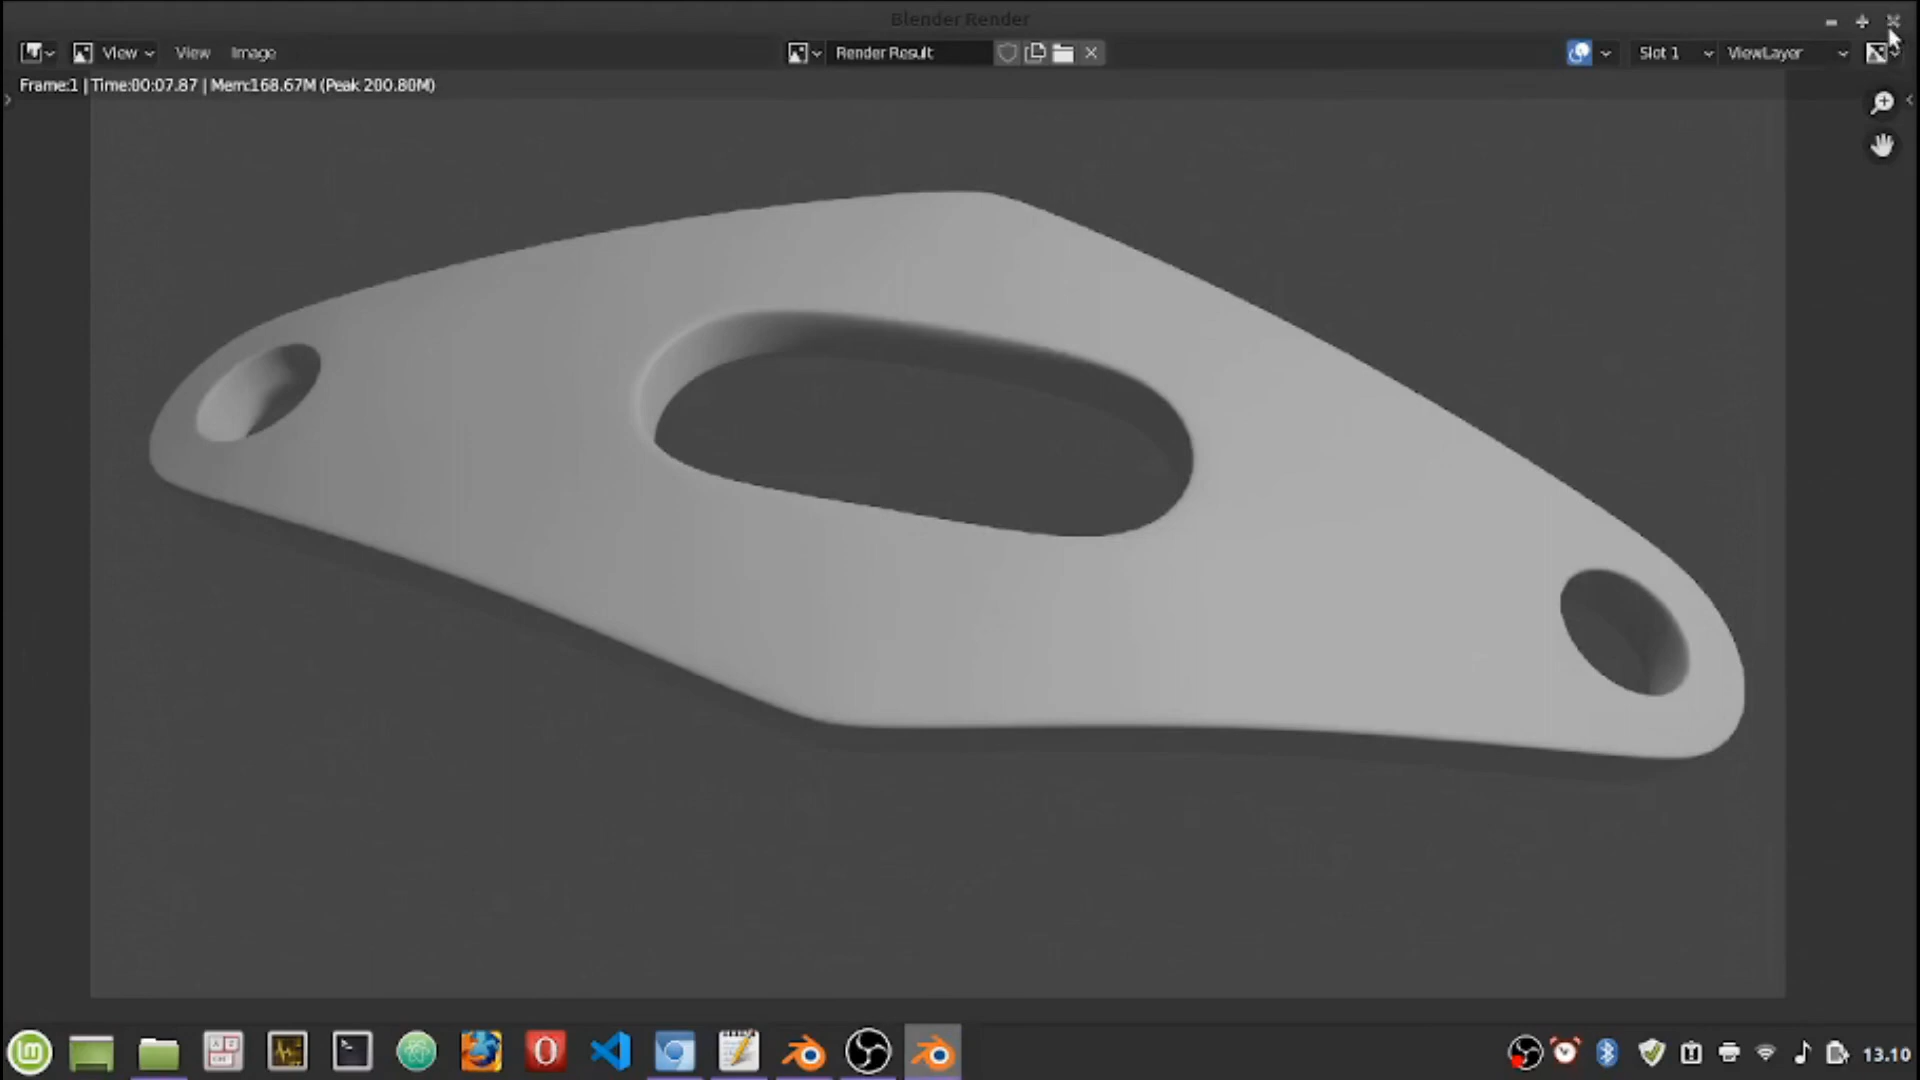 Blender Render
View View Image Render Result Slot 1 ViewLayer
Frame:1 | Time:00:07.87 | Mem:168.67M (Peak 200.80M)
13.10